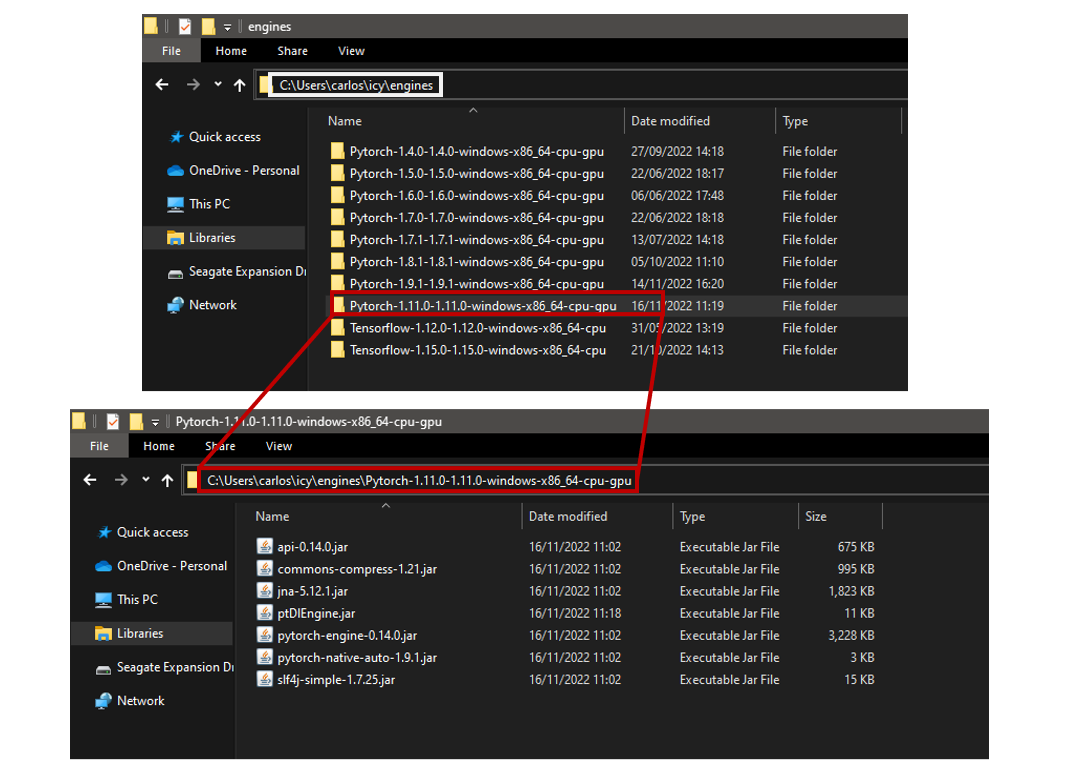 engines
File Home Share View
C:\Users\carlos\icy\engines
Name Date modified Type
Quick access
OneDrive - Personal
This PC
Libraries
Seagate Expansion Dr
Network
Pytorch-1.4.0-1.4.0-windows-x86_64-cpu-gpu 27/09/2022 14:18 File folder
Pytorch-1.5.0-1.5.0-windows-x86_64-cpu-gpu 22/06/2022 18:17 File folder
Pytorch-1.6.0-1.6.0-windows-x86_64-cpu-gpu 06/06/2022 17:48 File folder
Pytorch-1.7.0-1.7.0-windows-x86_64-cpu-gpu 22/06/2022 18:18 File folder
Pytorch-1.7.1-1.7.1-windows-x86_64-cpu-gpu 13/07/2022 14:18 File folder
Pytorch-1.8.1-1.8.1-windows-x86_64-cpu-gpu 05/10/2022 11:10 File folder
Pytorch-1.9.1-1.9.1-windows-x86_64-cpu-gpu 14/11/2022 16:20 File folder
Pytorch-1.11.0-1.11.0-windows-x86_64-cpu-gpu 16/11/2022 11:19 File folder
Tensorflow-1.12.0-1.12.0-windows-x86_64-cpu 31/05/2022 13:19 File folder
Tensorflow-1.15.0-1.15.0-windows-x86_64-cpu 21/10/2022 14:13 File folder
Pytorch-1.11.0-1.11.0-windows-x86_64-cpu-gpu
File Home Share View
C:\Users\carlos\icy\engines\Pytorch-1.11.0-1.11.0-windows-x86_64-cpu-gpu
Name Date modified Type Size
Quick access
OneDrive - Personal
This PC
Libraries
Seagate Expansion Dr
Network
api-0.14.0.jar 16/11/2022 11:02 Executable Jar File 675 KB
commons-compress-1.21.jar 16/11/2022 11:02 Executable Jar File 995 KB
jna-5.12.1.jar 16/11/2022 11:02 Executable Jar File 1,823 KB
ptDlEngine.jar 16/11/2022 11:18 Executable Jar File 11 KB
pytorch-engine-0.14.0.jar 16/11/2022 11:02 Executable Jar File 3,228 KB
pytorch-native-auto-1.9.1.jar 16/11/2022 11:02 Executable Jar File 3 KB
slf4j-simple-1.7.25.jar 16/11/2022 11:02 Executable Jar File 15 KB